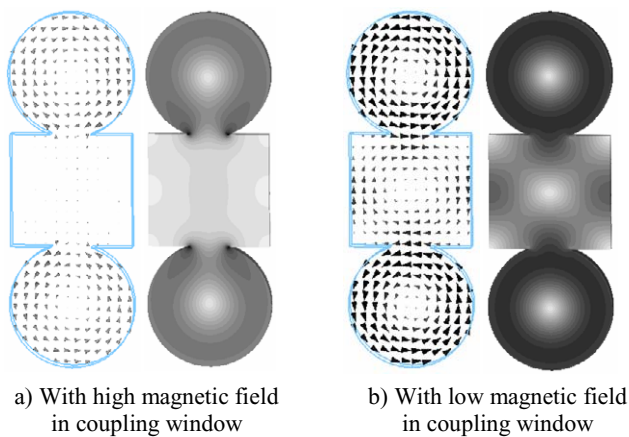 a) With high magnetic field
in coupling window
b) With low magnetic field
in coupling window